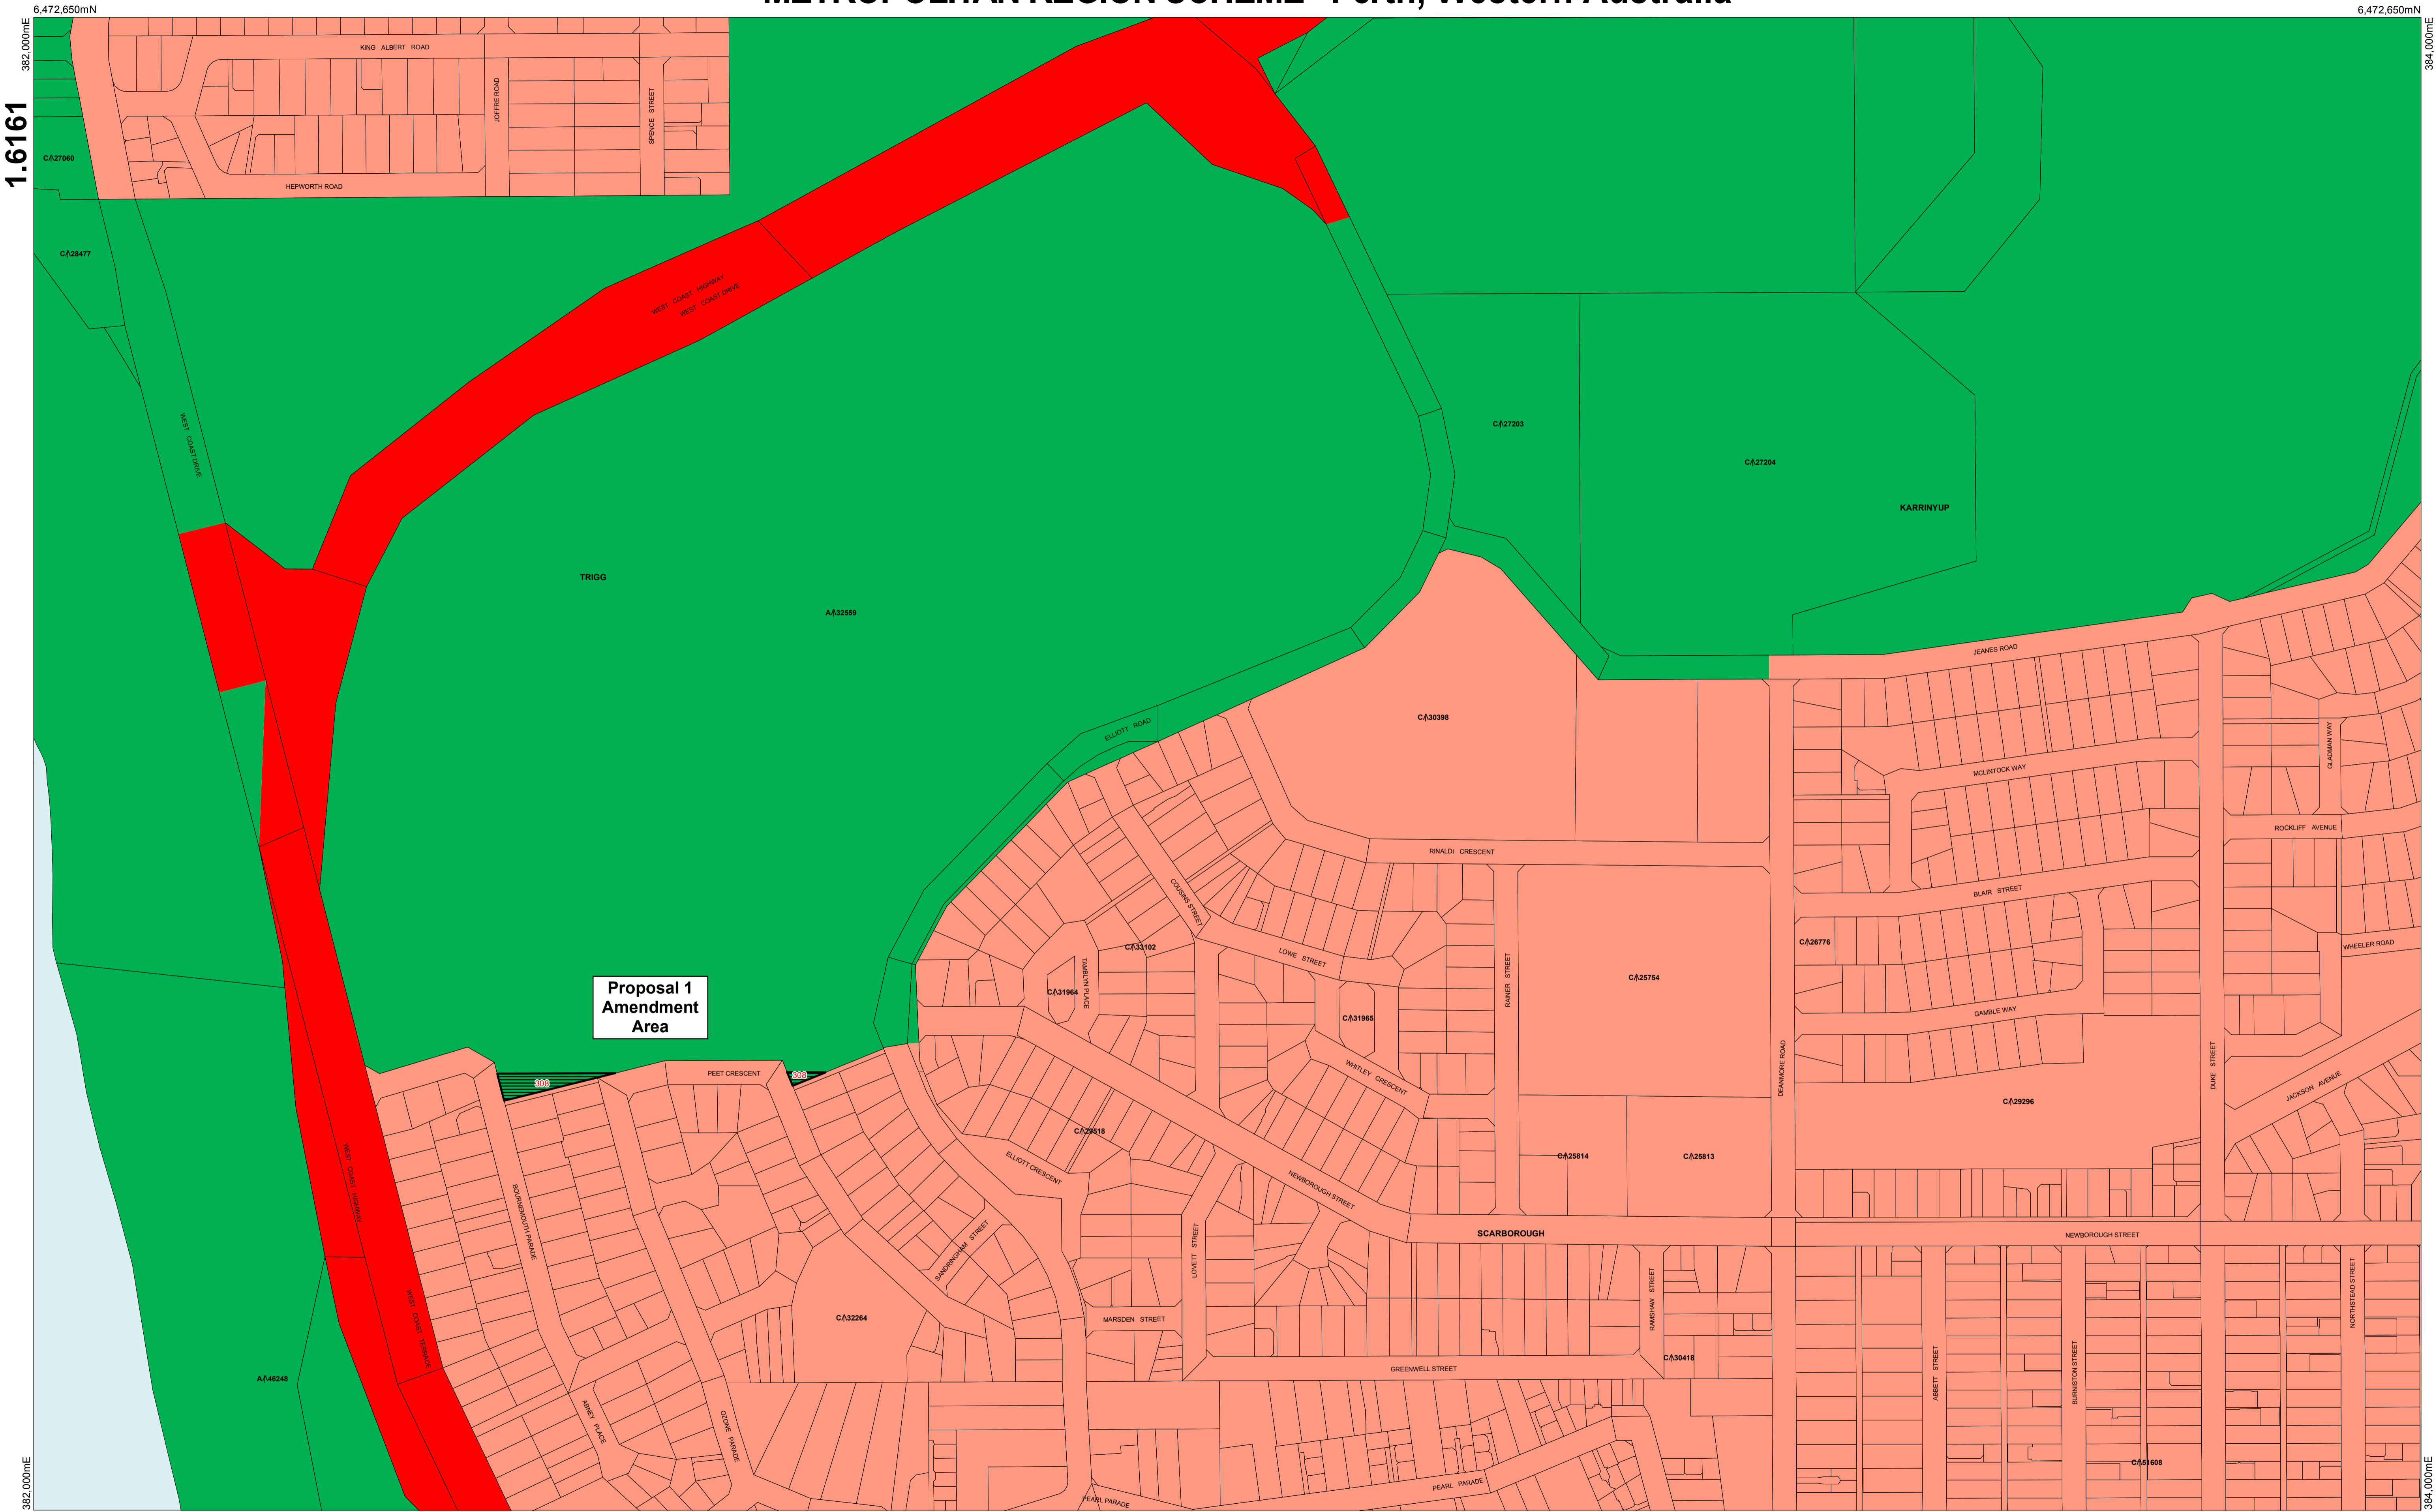 METROPOLITAN REGION SCHEME - Perth, Western Australia
6,472,650mN
6,472,650mN
382,000mE
384,000mE
1.6161
KING ALBERT ROAD
JOFFRE ROAD
SPENCE STREET
HEPWORTH ROAD
C 27060
C 28477
WEST COAST HIGHWAY
WEST COAST DRIVE
WEST COAST DRIVE
C 27203
C 27204
KARRINYUP
TRIGG
A 32559
JEANES ROAD
ELLIOTT ROAD
C 30398
GLADMAN WAY
MCLINTOCK WAY
ROCKLIFF AVENUE
RINALDI CRESCENT
COUSINS STREET
BLAIR STREET
C 33102
LOWE STREET
C 26776
WHEELER ROAD
TAMBLYN PLACE
C 31964
RAINER STREET
C 25754
Proposal 1
Amendment
Area
C 31965
GAMBLE WAY
DEANMORE ROAD
DUKE STREET
PEET CRESCENT
308
308
WHITLEY CRESCENT
JACKSON AVENUE
C 29296
C 29518
ELLIOTT CRESCENT
C 25814
C 25813
WEST COAST HIGHWAY
BOURNEMOUTH PARADE
NEWBOROUGH STREET
SCARBOROUGH
NEWBOROUGH STREET
SANDRINGHAM STREET
LOVETT STREET
RAMSHAW STREET
NORTHSTEAD STREET
WEST COAST TERRACE
C 32264
MARSDEN STREET
C 30418
GREENWELL STREET
ABBETT STREET
BURNISTON STREET
A 46248
ABNEY PLACE
OZONE PARADE
C 51608
PEARL PARADE
PEARL PARADE
382,000mE
384,000mE